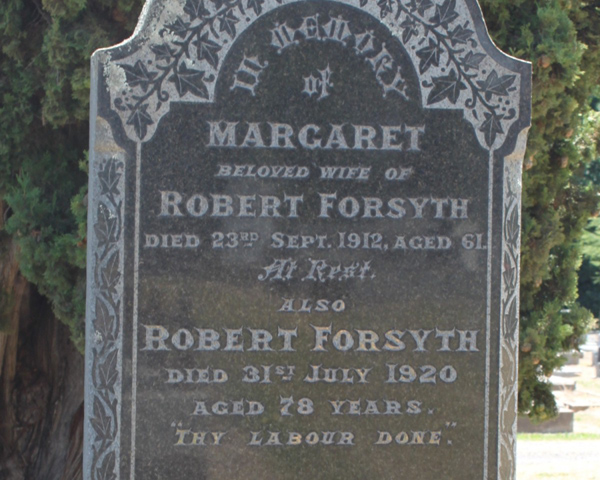 In Memory
of
MARGARET
BELOVED WIFE OF
ROBERT FORSYTH
DIED 23RD SEPT. 1912, AGED 61.
At Rest.
ALSO
ROBERT FORSYTH
DIED 31ST JULY 1920
AGED 78 YEARS.
"THY LABOUR DONE."